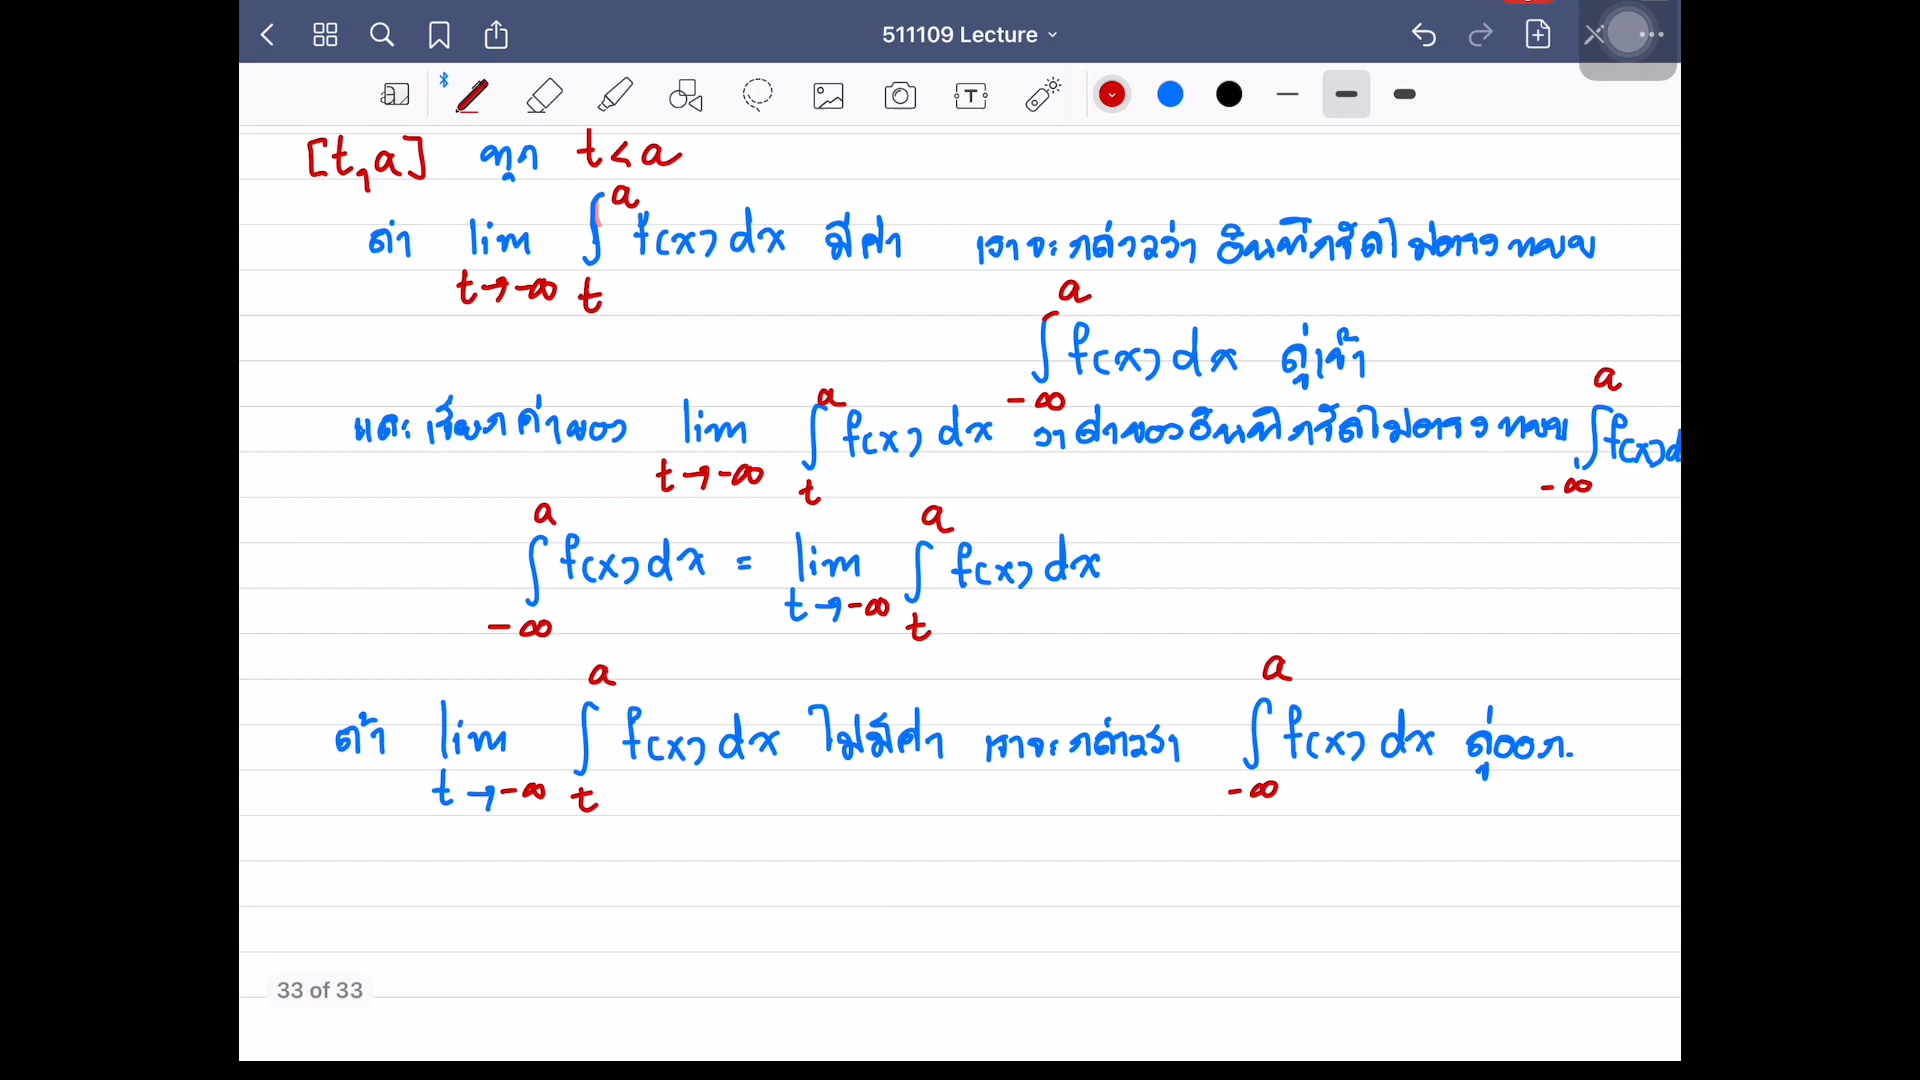 511109 Lecture
[t, a] ทุก t < a
ถ้า lim t→-∞ ∫ t a f(x) dx มีค่า เราจะกล่าวว่า อินทิกรัลไม่ตรงแบบ
∫ -∞ a f(x) dx ลู่เข้า
และเรียกค่าของ lim t→-∞ ∫ t a f(x) dx ว่าค่าของอินทิกรัลไม่ตรงแบบ ∫ -∞ a f(x) d
∫ -∞ a f(x) dx = lim t→-∞ ∫ t a f(x) dx
ถ้า lim t→-∞ ∫ t a f(x) dx ไม่มีค่า เราจะกล่าวว่า ∫ -∞ a f(x) dx ลู่ออก.
33 of 33